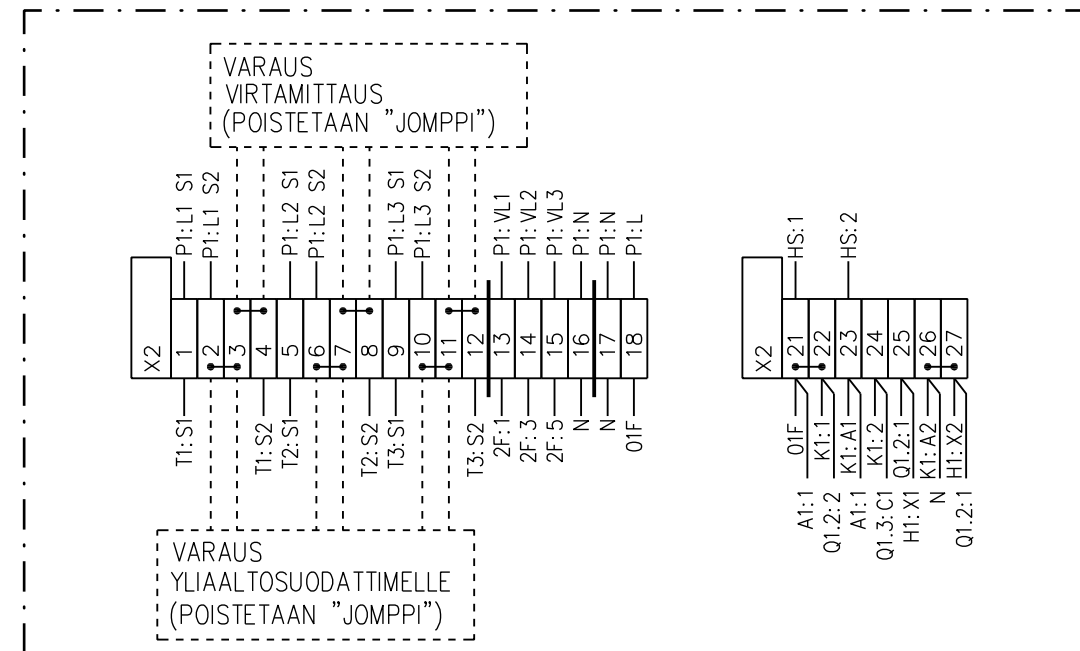 VARAUS
VIRTAMITTAUS
(POISTETAAN "JOMPPI")
P1:L1 S1
P1:L1 S2
P1:L2 S1
P1:L2 S2
P1:L3 S1
P1:L3 S2
P1:VL1
P1:VL2
P1:VL3
P1:N
P1:N
P1:L
HS:1
HS:2
X2
1
2
3
4
5
6
7
8
9
10
11
12
13
14
15
16
17
18
X2
21
22
23
24
25
26
27
T1:S1
T1:S2
T2:S1
T2:S2
T3:S1
T3:S2
2F:1
2F:3
2F:5
N
N
01F
01F
A1:1
K1:1
Q1.2:2
K1:A1
A1:1
K1:2
Q1.3:C1
Q1.2:1
H1:X1
K1:A2
N
H1:X2
Q1.2:1
VARAUS
YLIAALTOSUODATTIMELLE
(POISTETAAN "JOMPPI")